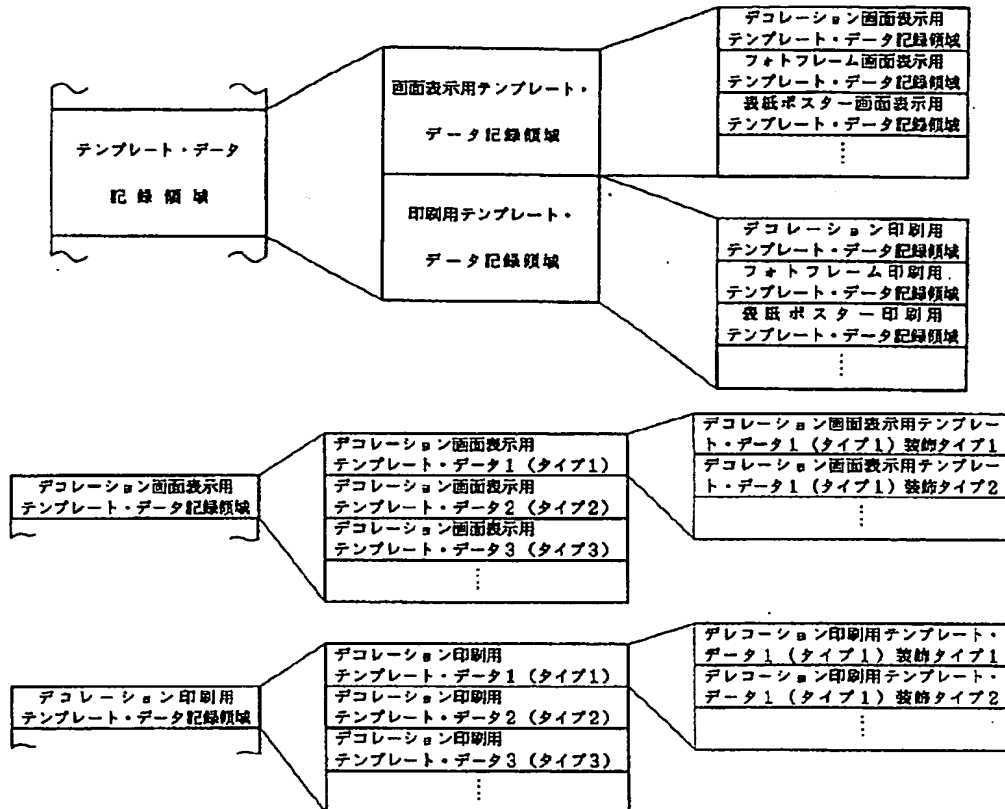 テンプレート・データ
記録領域
画面表示用テンプレート・
データ記録領域
印刷用テンプレート・
データ記録領域
デコレーション画面表示用
テンプレート・データ記録領域
フォトフレーム画面表示用
テンプレート・データ記録領域
表紙ポスター画面表示用
テンプレート・データ記録領域
⋮
デコレーション印刷用
テンプレート・データ記録領域
フォトフレーム印刷用
テンプレート・データ記録領域
表紙ポスター印刷用
テンプレート・データ記録領域
⋮
デコレーション画面表示用
テンプレート・データ記録領域
デコレーション画面表示用
テンプレート・データ1(タイプ1)
デコレーション画面表示用
テンプレート・データ2(タイプ2)
デコレーション画面表示用
テンプレート・データ3(タイプ3)
⋮
デコレーション画面表示用テンプレー
ト・データ1(タイプ1)装飾タイプ1
デコレーション画面表示用テンプレー
ト・データ1(タイプ1)装飾タイプ2
⋮
デコレーション印刷用
テンプレート・データ記録領域
デコレーション印刷用
テンプレート・データ1(タイプ1)
デコレーション印刷用
テンプレート・データ2(タイプ2)
デコレーション印刷用
テンプレート・データ3(タイプ3)
⋮
デレコーション印刷用テンプレート・
データ1(タイプ1)装飾タイプ1
デレコーション印刷用テンプレート・
データ1(タイプ1)装飾タイプ2
⋮